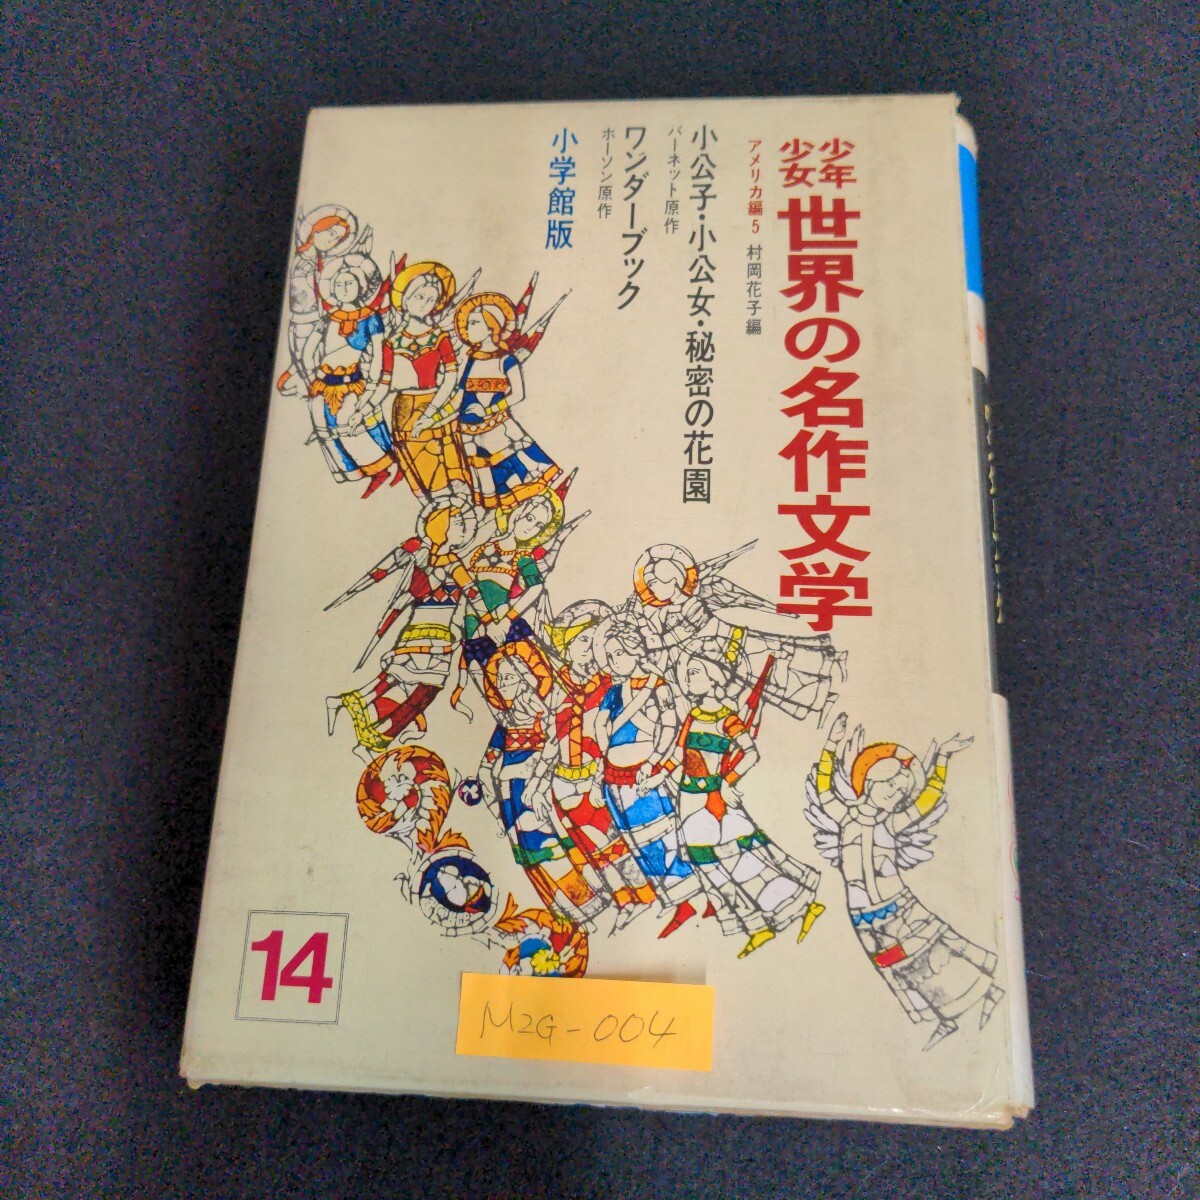 少年少女 世界の名作文学
アメリカ編 5 村岡花子編
小公子・小公女・秘密の花園
バーネット原作
ワンダーブック
ホーソン原作
小学館版
14
M2G-004